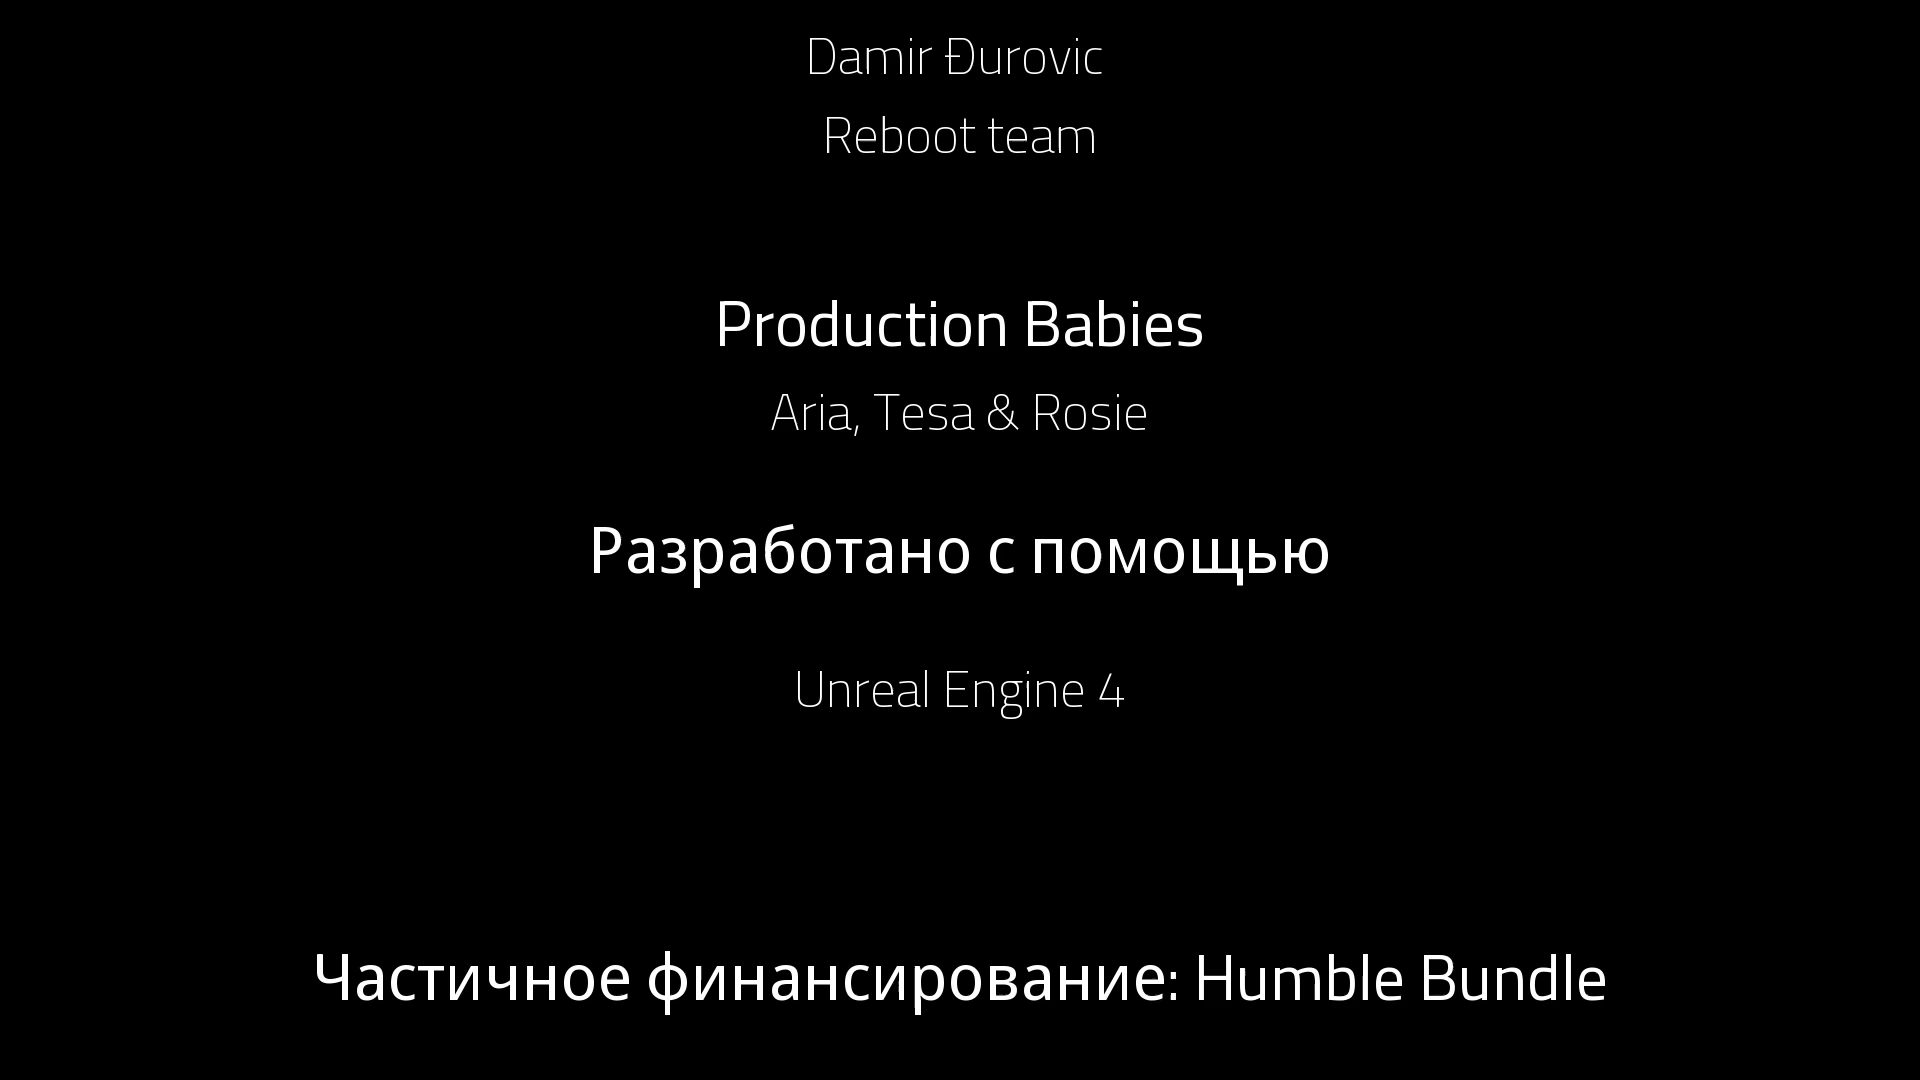 Damir Đurovic
Reboot team
Production Babies
Aria, Tesa & Rosie
Разработано с помощью
Unreal Engine 4
Частичное финансирование: Humble Bundle